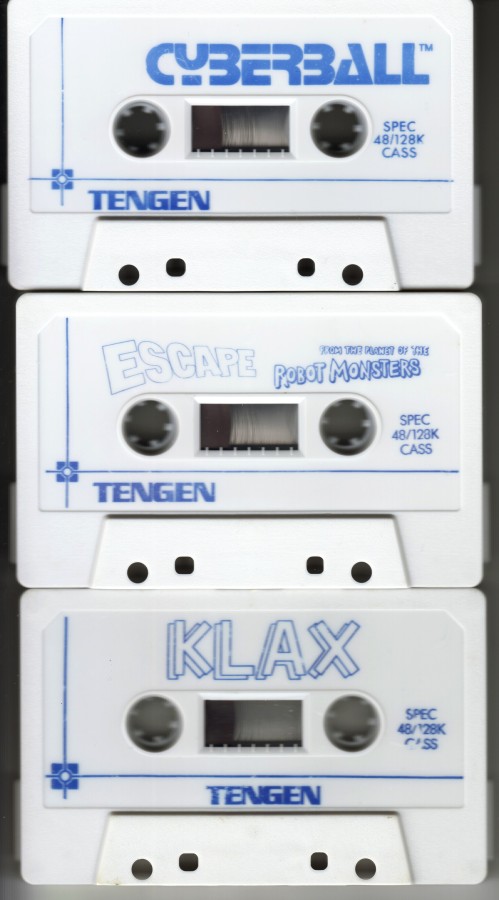 CYBERBALL™
SPEC
48/128K
CASS
TENGEN
ESCAPE FROM THE PLANET OF THE
ROBOT MONSTERS
SPEC
48/128K
CASS
TENGEN
KLAX
SPEC
48/128K
CASS
TENGEN